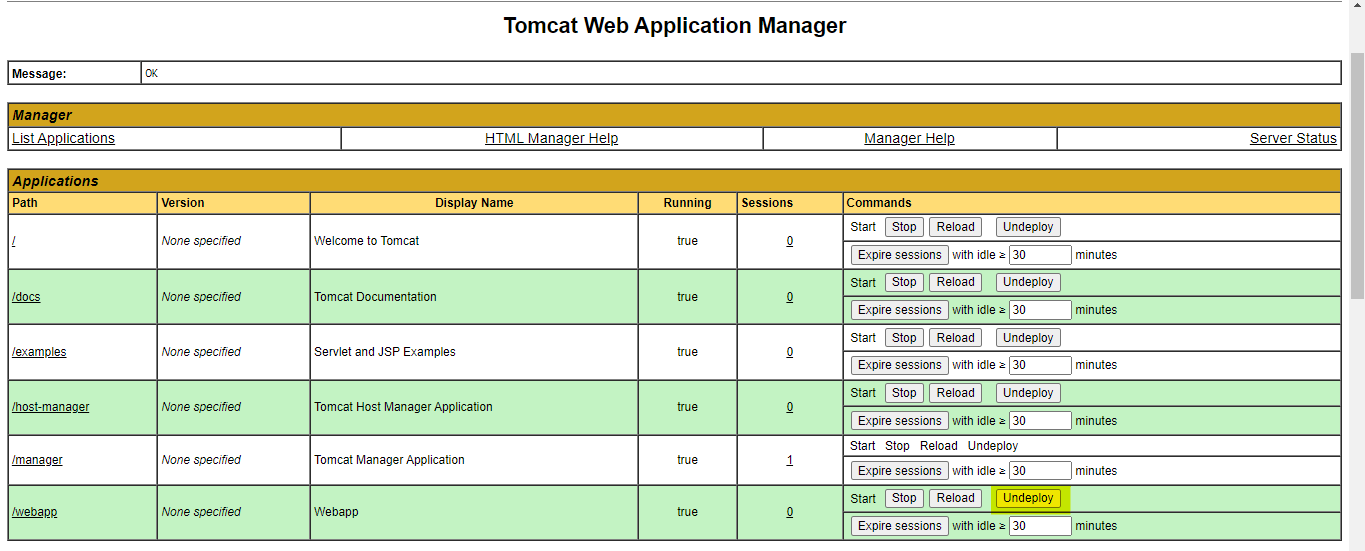 Tomcat Web Application Manager
Message: OK
Manager
List Applications HTML Manager Help Manager Help Server Status
Applications
Path Version Display Name Running Sessions Commands
/ None specified Welcome to Tomcat true 0 Start Stop Reload Undeploy
Expire sessions with idle ≥ 30 minutes
/docs None specified Tomcat Documentation true 0 Start Stop Reload Undeploy
Expire sessions with idle ≥ 30 minutes
/examples None specified Servlet and JSP Examples true 0 Start Stop Reload Undeploy
Expire sessions with idle ≥ 30 minutes
/host-manager None specified Tomcat Host Manager Application true 0 Start Stop Reload Undeploy
Expire sessions with idle ≥ 30 minutes
/manager None specified Tomcat Manager Application true 1 Start Stop Reload Undeploy
Expire sessions with idle ≥ 30 minutes
/webapp None specified Webapp true 0 Start Stop Reload Undeploy
Expire sessions with idle ≥ 30 minutes